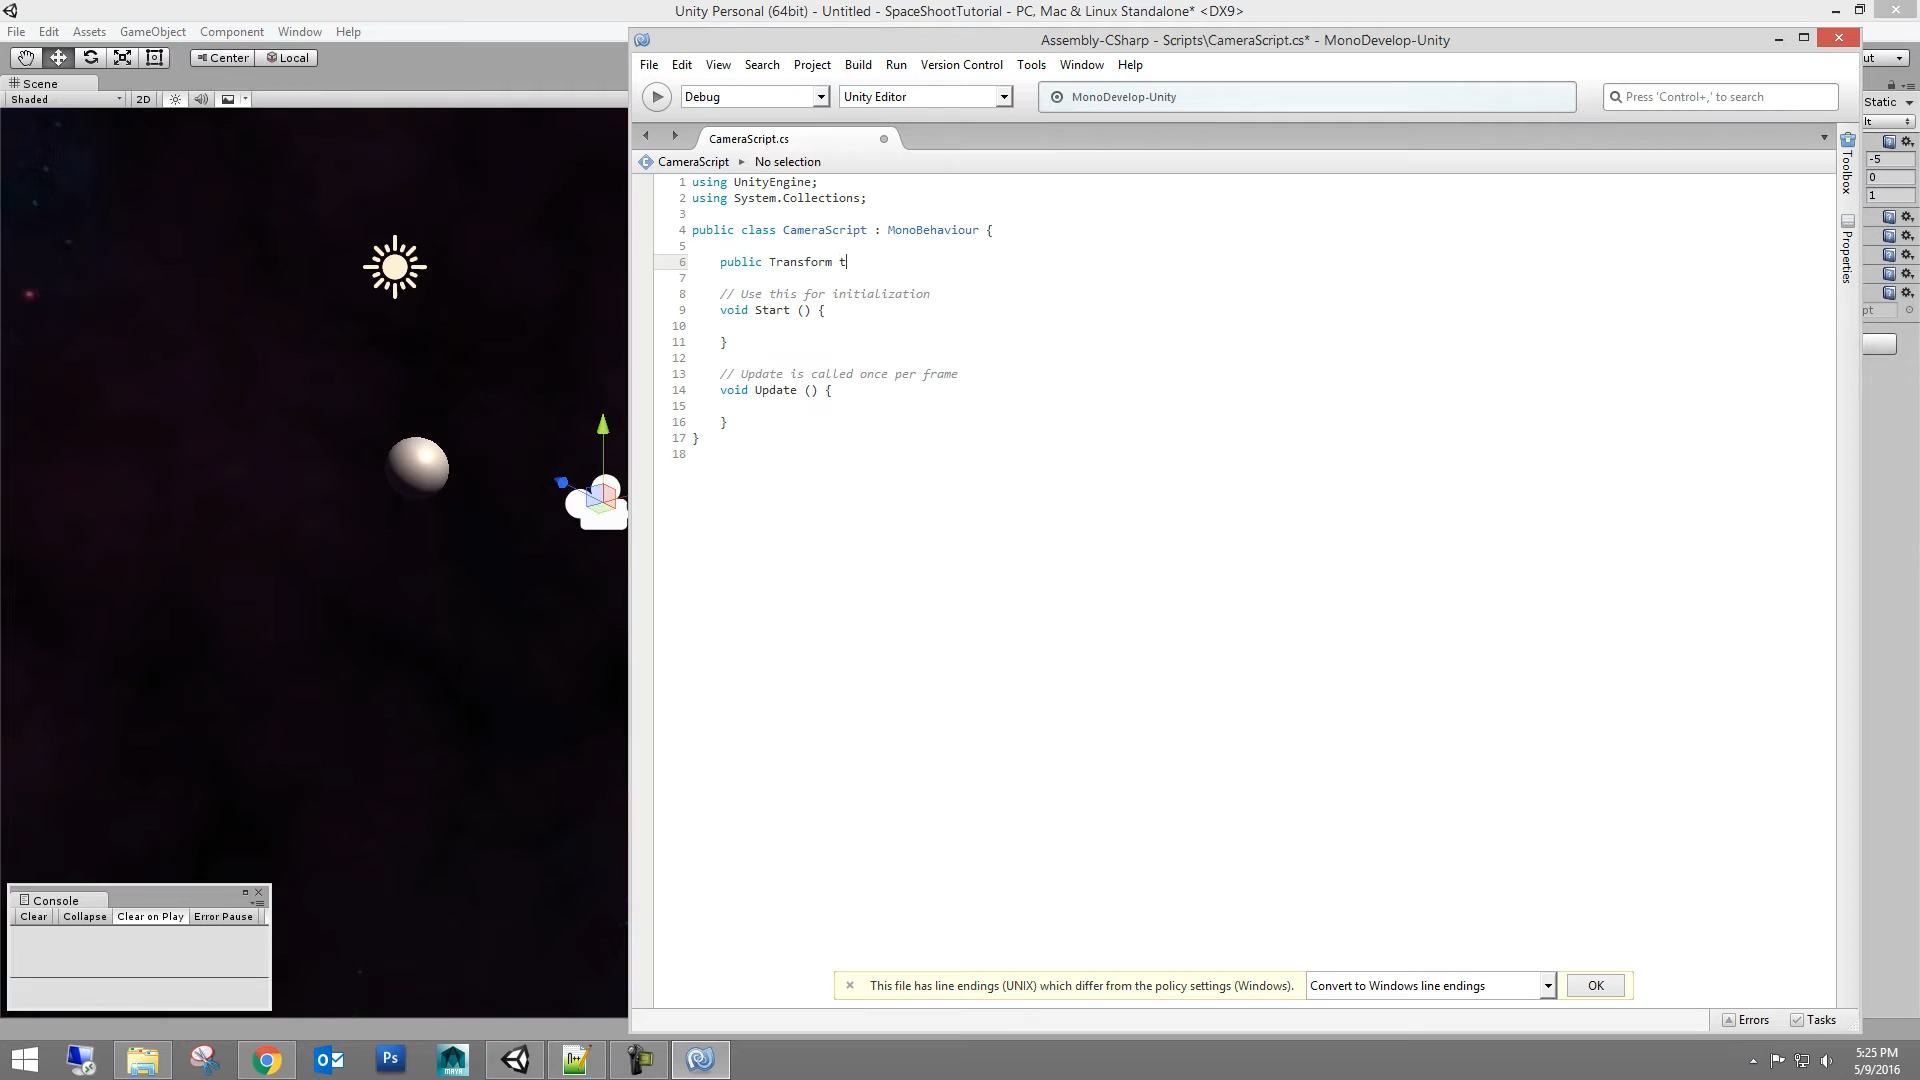 Unity Personal (64bit) - Untitled - SpaceShootTutorial - PC, Mac & Linux Standalone* <DX9>
File Edit Assets GameObject Component Window Help
Center Local
Scene
Shaded 2D
Assembly-CSharp - Scripts\CameraScript.cs* - MonoDevelop-Unity
File Edit View Search Project Build Run Version Control Tools Window Help
Debug Unity Editor MonoDevelop-Unity Press 'Control+,' to search
CameraScript.cs
CameraScript No selection
1 using UnityEngine;
2 using System.Collections;
3
4 public class CameraScript : MonoBehaviour {
5
6 public Transform t
7
8 // Use this for initialization
9 void Start () {
10
11 }
12
13 // Update is called once per frame
14 void Update () {
15
16 }
17 }
18
Toolbox
Properties
ut
Static
lt
-5
0
1
pt
Console
Clear Collapse Clear on Play Error Pause
This file has line endings (UNIX) which differ from the policy settings (Windows). Convert to Windows line endings OK
Errors Tasks
Ps
MAYA
N++
5:25 PM
5/9/2016